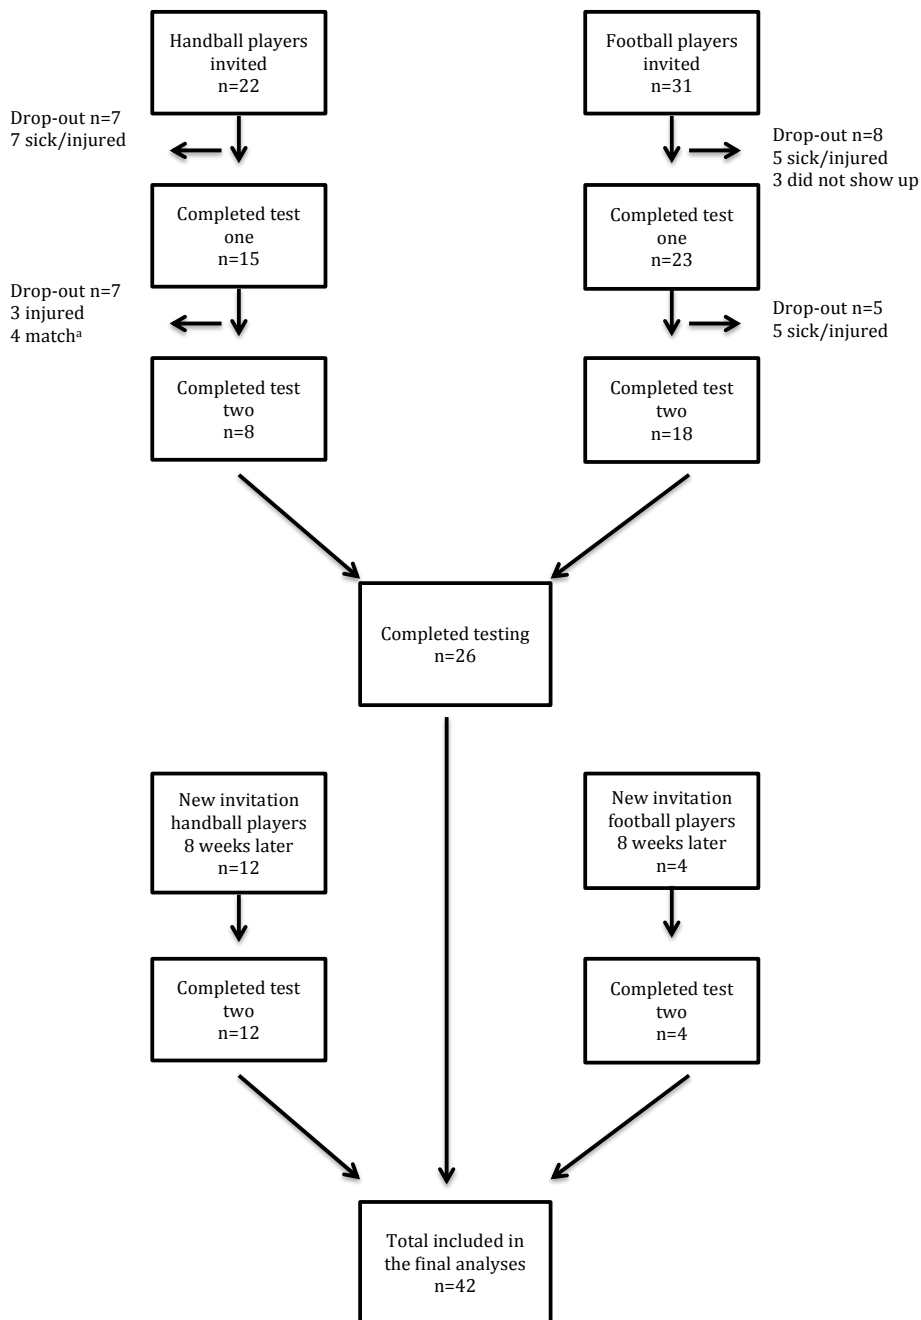 Handball players
invited
n=22
Football players
invited
n=31
Drop-out n=7
7 sick/injured
Drop-out n=8
5 sick/injured
3 did not show up
Completed test
one
n=15
Completed test
one
n=23
Drop-out n=7
3 injured
4 matchᵃ
Drop-out n=5
5 sick/injured
Completed test
two
n=8
Completed test
two
n=18
Completed testing
n=26
New invitation
handball players
8 weeks later
n=12
New invitation
football players
8 weeks later
n=4
Completed test
two
n=12
Completed test
two
n=4
Total included in
the final analyses
n=42